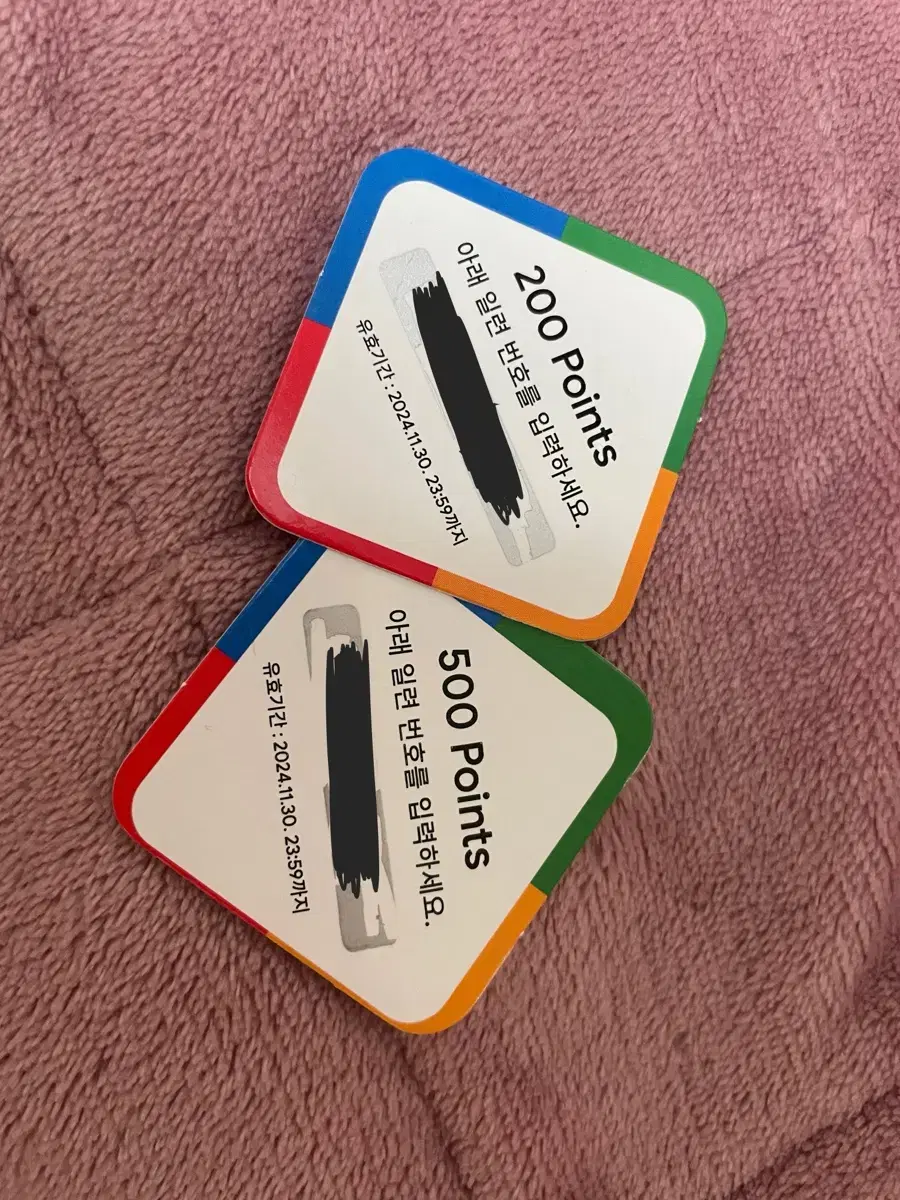 200 Points
아래 일련 번호를 입력하세요.
유효기간 : 2024.11.30. 23:59까지
500 Points
아래 일련 번호를 입력하세요.
유효기간 : 2024.11.30. 23:59까지